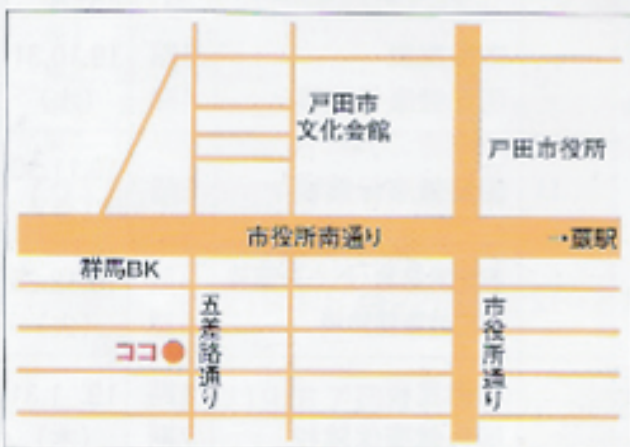 戸田市
文化会館
戸田市役所
市役所南通り
→蕨駅
群馬BK
五差路通り
市役所通り
ココ